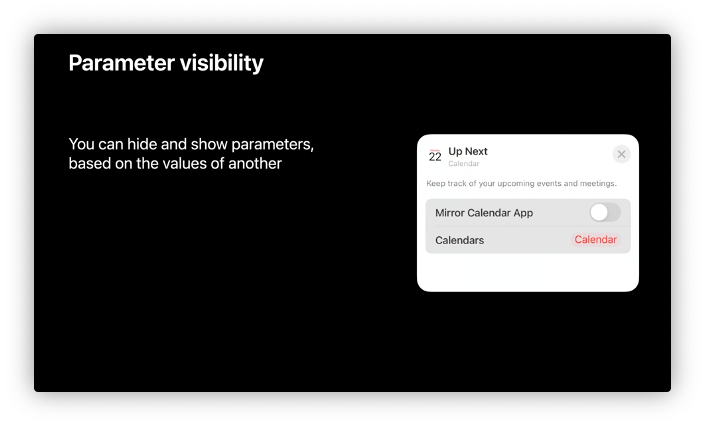 Parameter visibility
You can hide and show parameters,
based on the values of another
22
Up Next
Calendar
Keep track of your upcoming events and meetings.
Mirror Calendar App
Calendars
Calendar